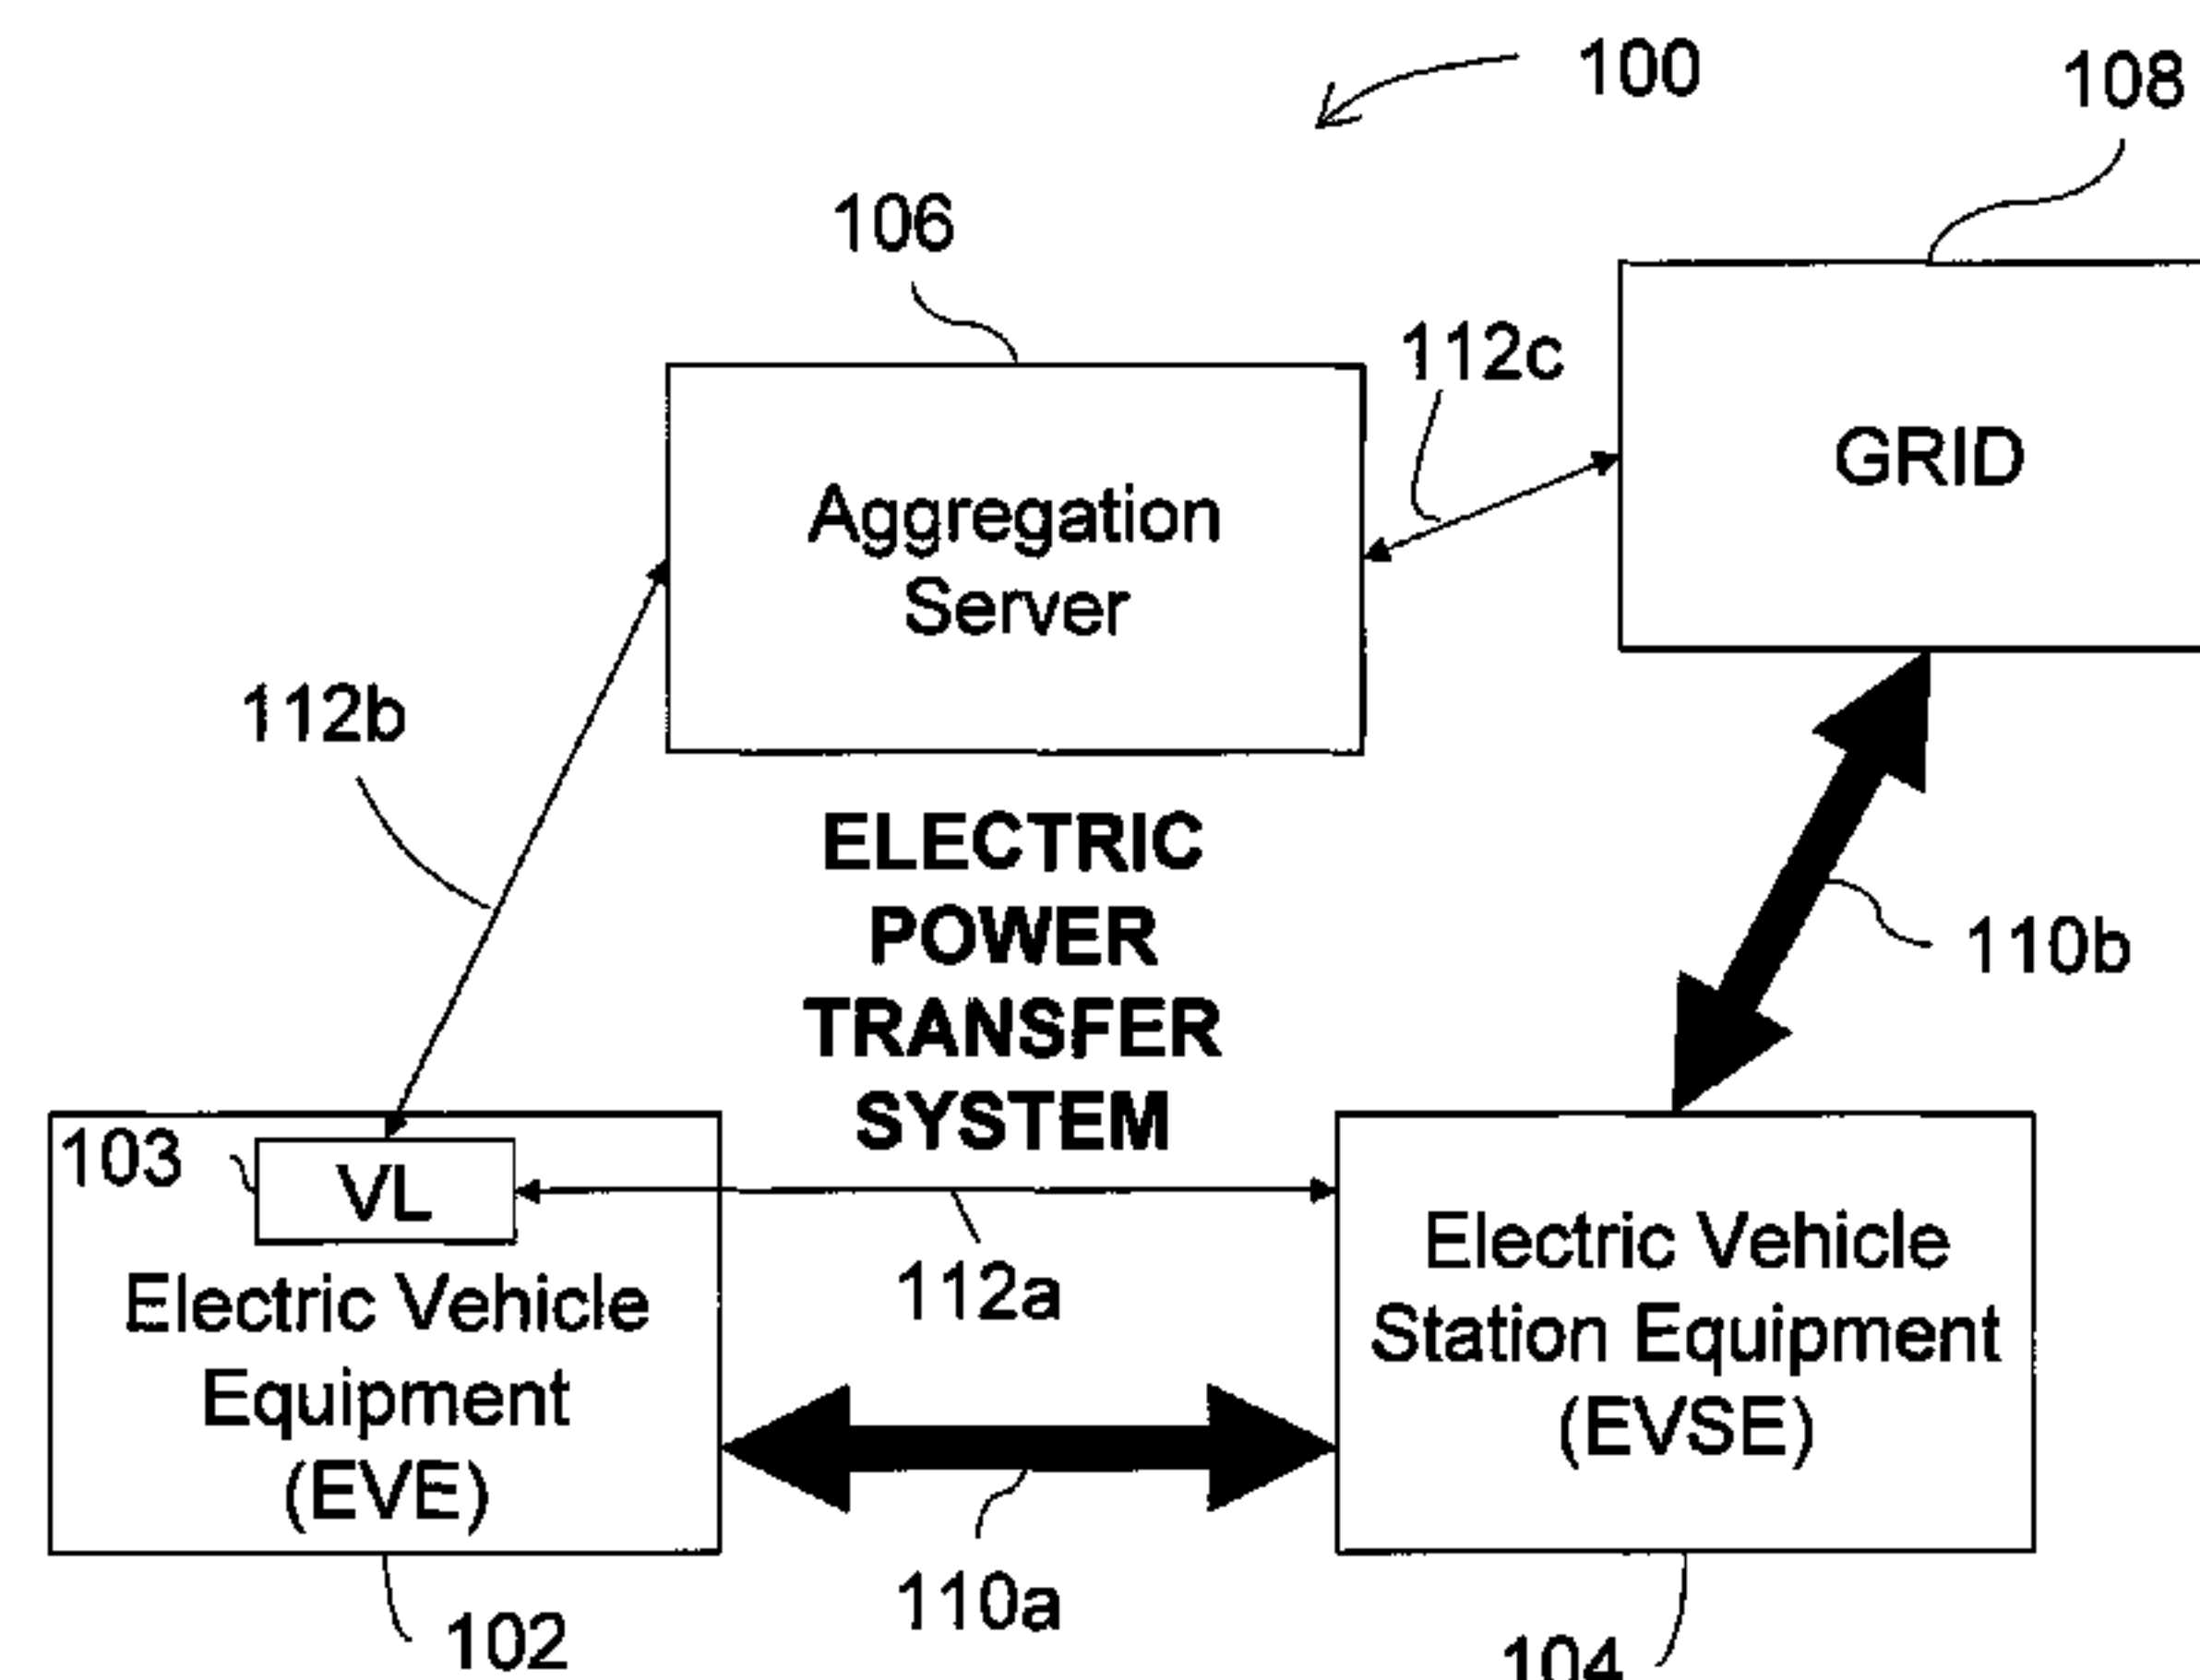 100
108
106
112c
GRID
Aggregation
Server
112b
ELECTRIC
POWER
TRANSFER
SYSTEM
110b
103
VL
Electric Vehicle
Equipment
(EVE)
112a
Electric Vehicle
Station Equipment
(EVSE)
110a
102
104